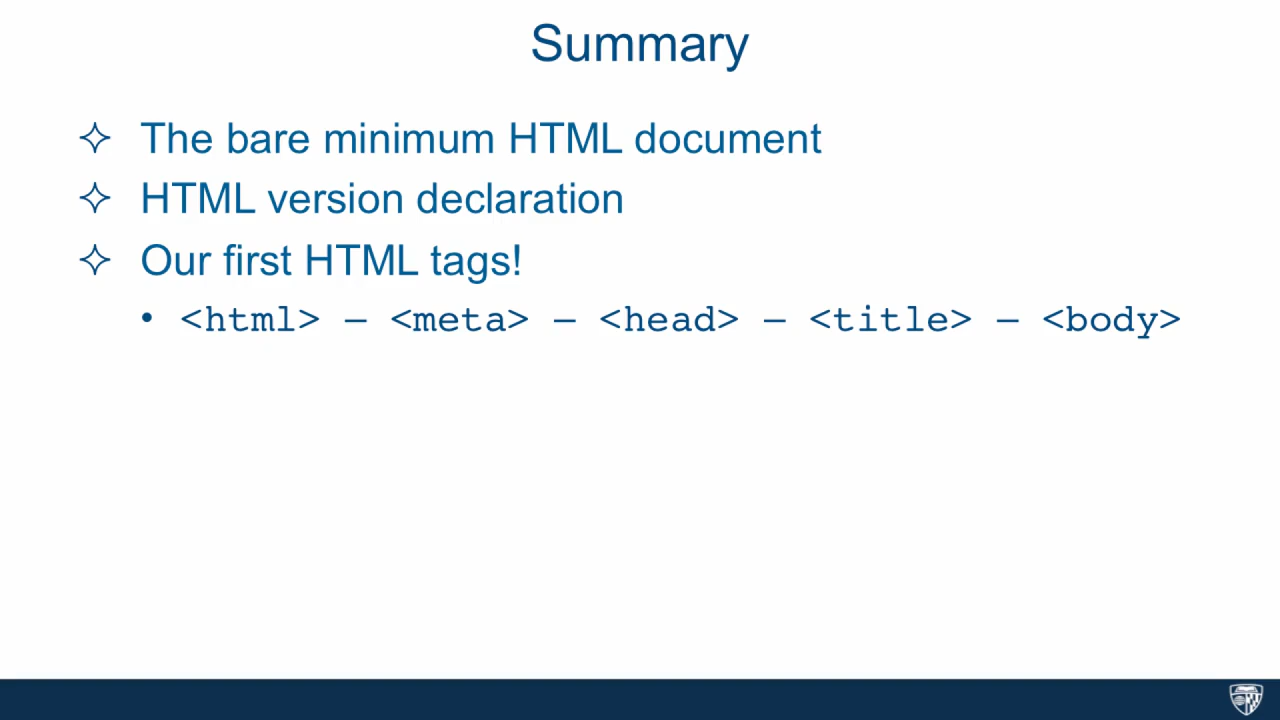 Summary
✧ The bare minimum HTML document
✧ HTML version declaration
✧ Our first HTML tags!
• <html> – <meta> – <head> – <title> – <body>